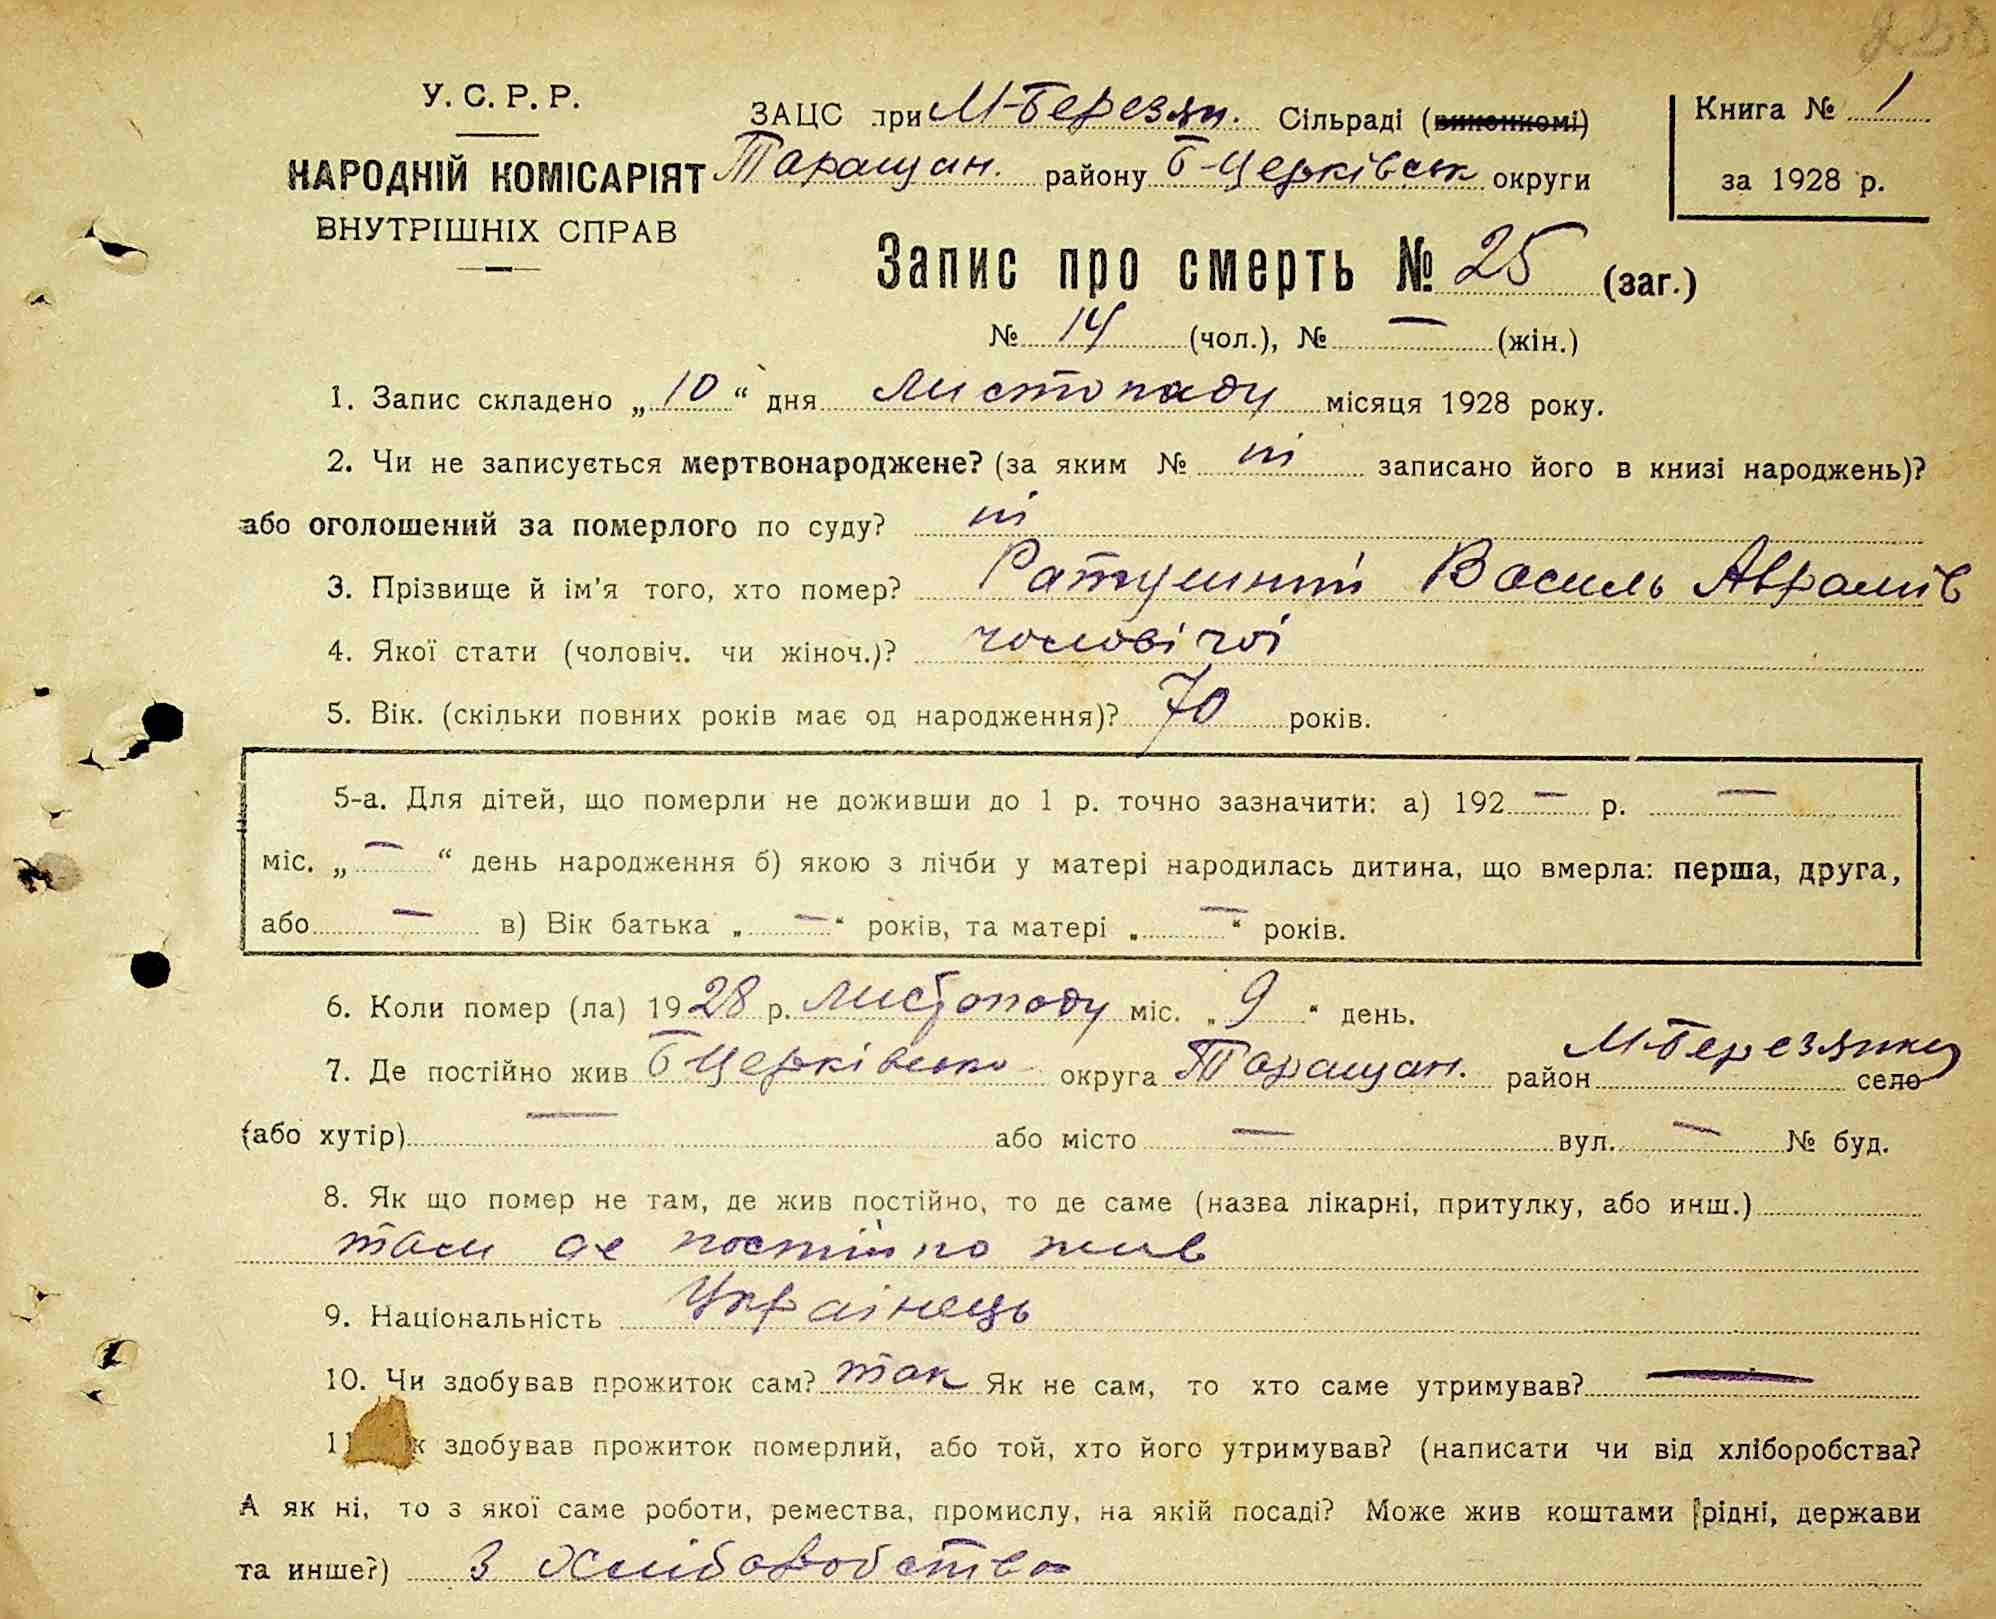 У.С.Р.Р.
НАРОДНІЙ КОМІСАРІЯТ
ВНУТРІШНІХ СПРАВ
ЗАЦС при М-Березян. Сільраді (виконкомі)
Таращан. району Б-Церківськ округи
Книга № 1
за 1928 р.
Запис про смерть № 25 (заг.)
№ 14 (чол.), № — (жін.)
1. Запис складено „10“ дня листопаду місяця 1928 року.
2. Чи не записується мертвонароджене? (за яким № ні записано його в книзі народжень)?
або оголошений за померлого по суду? ні
3. Прізвище й ім'я того, хто помер? Ратушний Василь Аврамів
4. Якої стати (чоловіч. чи жіноч.)? чоловічої
5. Вік. (скільки повних років має од народження)? 70 років.
5-а. Для дітей, що померли не доживши до 1 р. точно зазначити: а) 192 — р. —
міс. „ — “ день народження б) якою з лічби у матері народилась дитина, що вмерла: перша, друга,
або — в) Вік батька „ — “ років, та матері „ — “ років.
6. Коли помер (ла) 1928 р. листопаду міс. „9“ день.
7. Де постійно жив Б Церківсько округа Таращан. район М-Березянка село
(або хутір) — або місто — вул. — № буд.
8. Як що помер не там, де жив постійно, то де саме (назва лікарні, притулку, або инш.)
там де постійно жив
9. Національність Українець
10. Чи здобував прожиток сам? так Як не сам, то хто саме утримував? —
11. к здобував прожиток померлий, або той, хто його утримував? (написати чи від хліборобства?
А як ні, то з якої саме роботи, ремества, промислу, на якій посаді? Може жив коштами рідні, держави
та инше?) З хліборобства